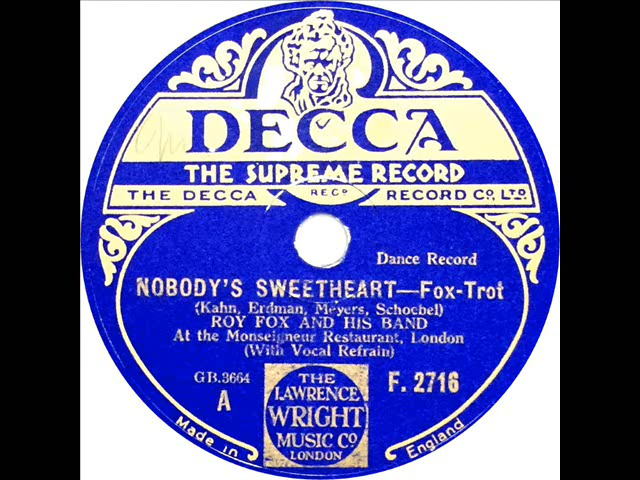 DECCA
THE SUPREME RECORD
THE DECCA REC^D RECORD CO. LTD.
Dance Record
NOBODY'S SWEETHEART—Fox-Trot
(Kahn, Erdman, Meyers, Schoebel)
ROY FOX AND HIS BAND
At the Monseigneur Restaurant, London
(With Vocal Refrain)
GB.3664
A
F. 2716
THE
LAWRENCE
WRIGHT
MUSIC Co
LONDON
Made in England